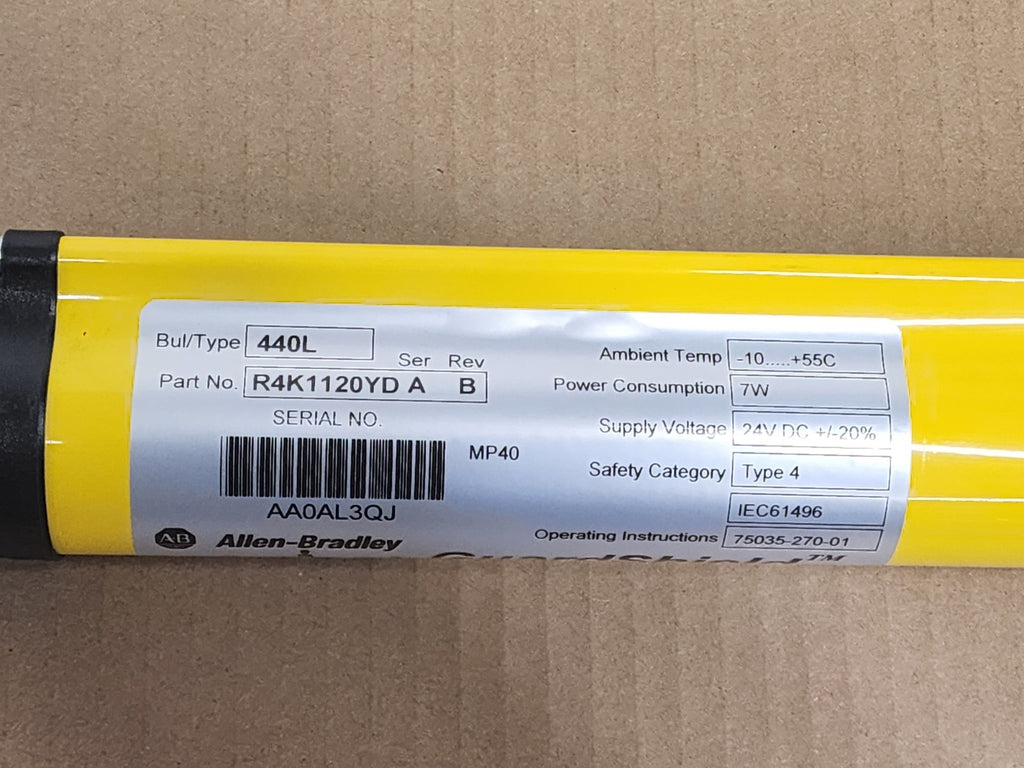 Bul/Type 440L
Ser Rev
Part No. R4K1120YD A B
SERIAL NO.
MP40
AA0AL3QJ
AB Allen-Bradley
Ambient Temp -10.....+55C
Power Consumption 7W
Supply Voltage 24V DC +/-20%
Safety Category Type 4
IEC61496
Operating Instructions 75035-270-01
GuardShield™